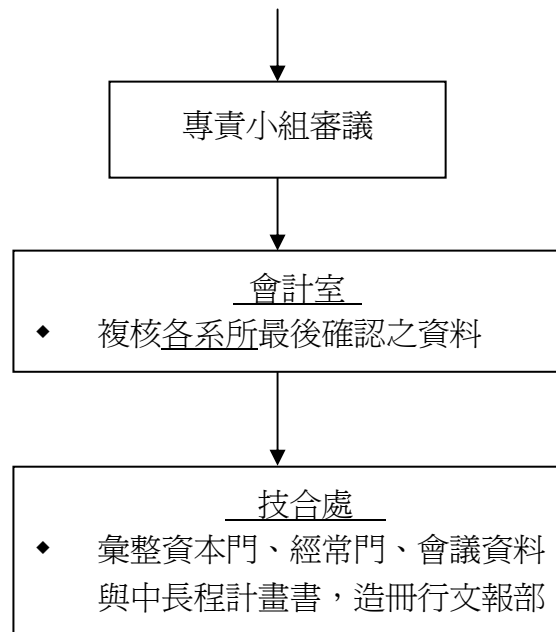 專責小組審議
會計室
◆ 複核各系所最後確認之資料
技合處
◆ 彙整資本門、經常門、會議資料
與中長程計畫書，造冊行文報部